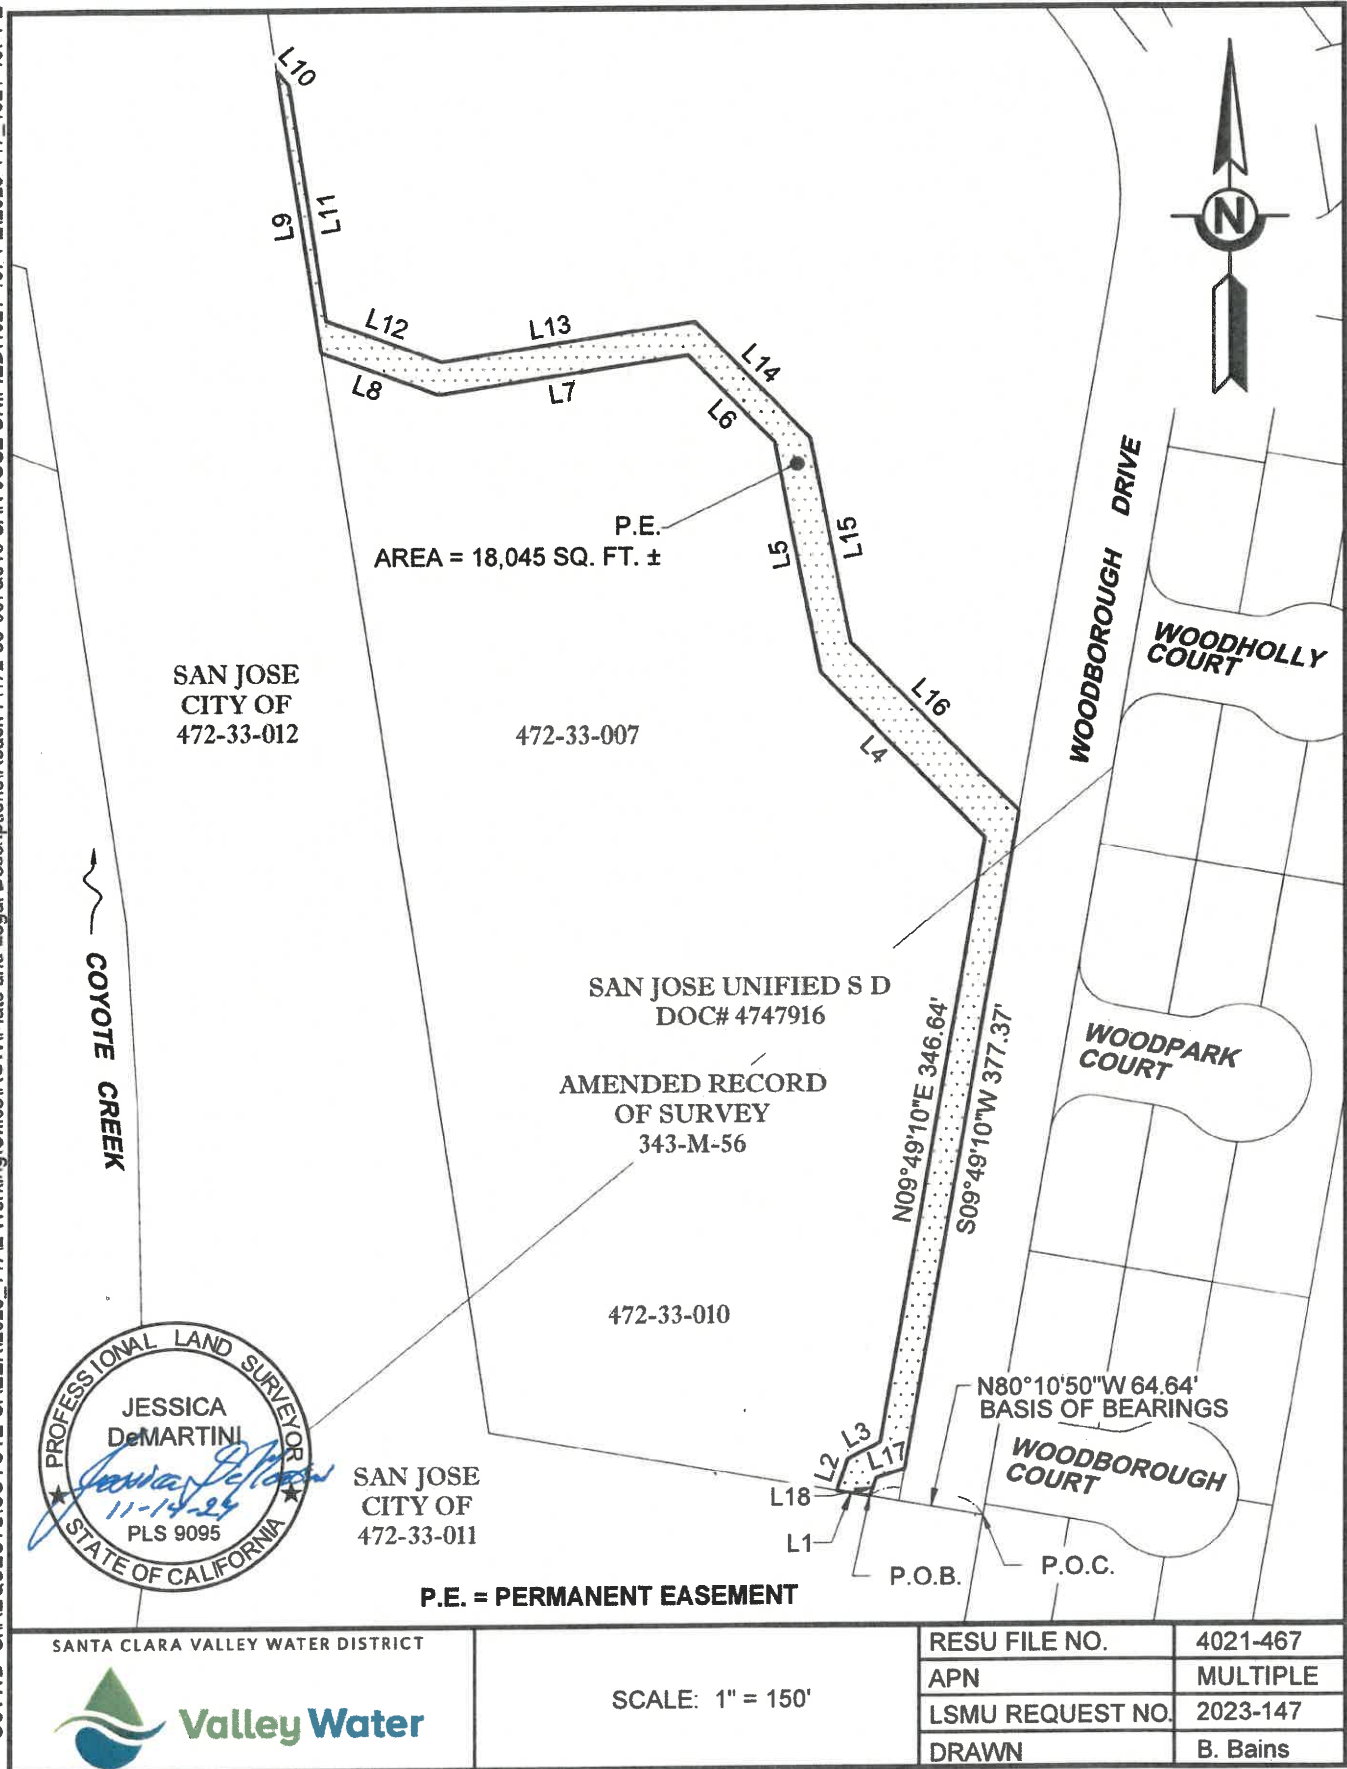 L10
L9
L11
L12
L13
L8
L7
L14
L6
P.E.
AREA = 18,045 SQ. FT. ±
L5
L15
L16
L4
N
WOODBOROUGH DRIVE
WOODHOLLY
COURT
SAN JOSE
CITY OF
472-33-012
472-33-007
COYOTE CREEK
SAN JOSE UNIFIED S D
DOC# 4747916
AMENDED RECORD
OF SURVEY
343-M-56
N09°49'10"E 346.64'
S09°49'10"W 377.37'
WOODPARK
COURT
472-33-010
N80°10'50"W 64.64'
BASIS OF BEARINGS
WOODBOROUGH
COURT
L2
L3
L17
L18
L1
P.O.B.
P.O.C.
PROFESSIONAL LAND SURVEYOR
JESSICA
DeMARTINI
Jessica DeMartini
11-14-24
PLS 9095
STATE OF CALIFORNIA
SAN JOSE
CITY OF
472-33-011
P.E. = PERMANENT EASEMENT
SANTA CLARA VALLEY WATER DISTRICT
Valley Water
SCALE: 1" = 150'
RESU FILE NO. 4021-467
APN MULTIPLE
LSMU REQUEST NO. 2023-147
DRAWN B. Bains